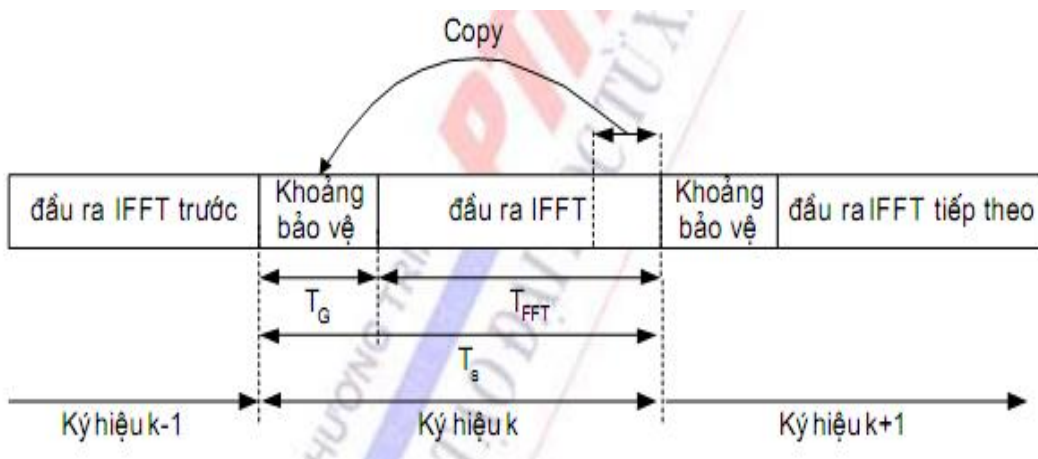 Copy
đầu ra IFFT trước
Khoảng
bảo vệ
đầu ra IFFT
Khoảng
bảo vệ
đầu ra IFFT tiếp theo
T_G
T_FFT
T_s
Ký hiệu k-1
Ký hiệu k
Ký hiệu k+1